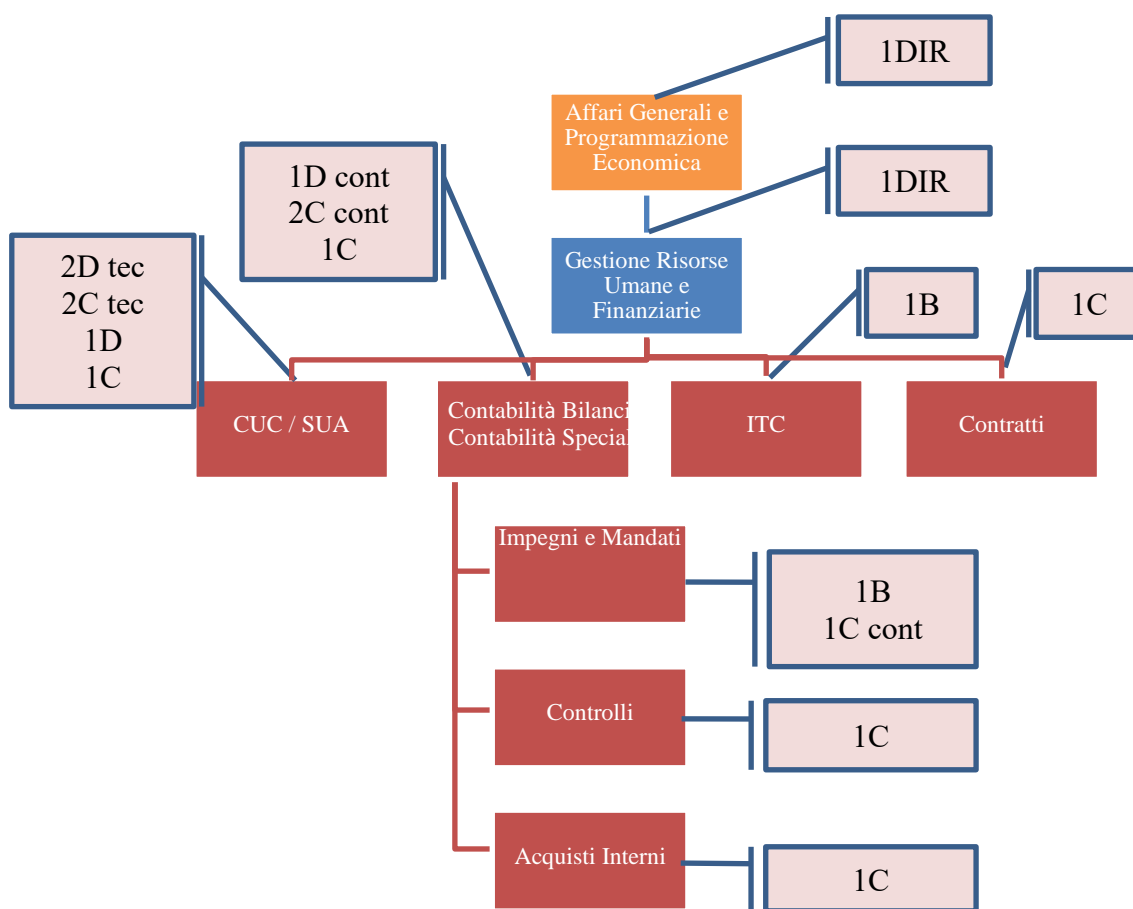 1DIR
Affari Generali e
Programmazione
Economica
1DIR
1D cont
2C cont
1C
2D tec
2C tec
1D
1C
Gestione Risorse
Umane e
Finanziarie
1B
1C
CUC / SUA
Contabilità Bilanci
Contabilità Special
ITC
Contratti
Impegni e Mandati
1B
1C cont
Controlli
1C
Acquisti Interni
1C